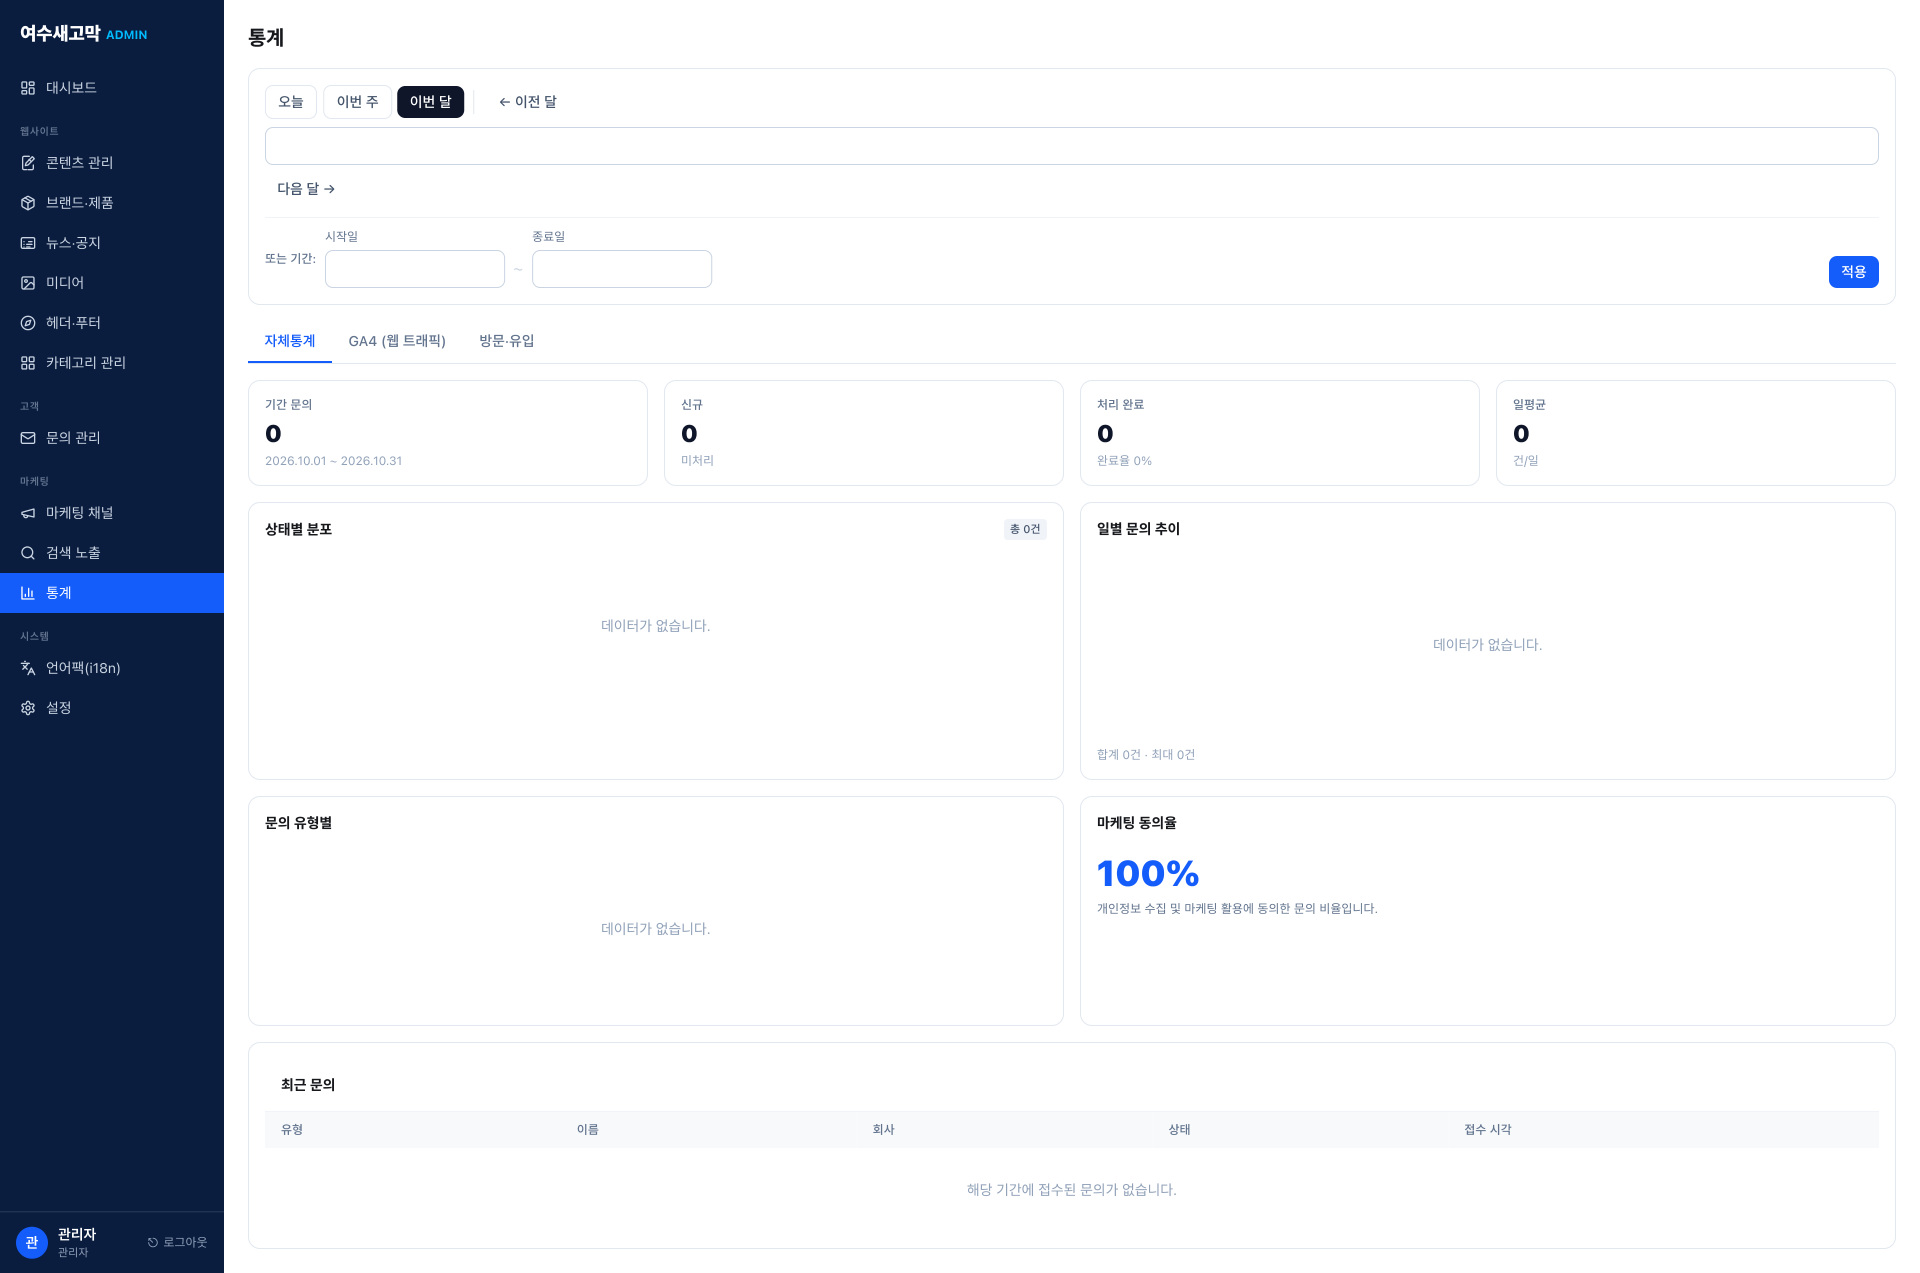 여수새고막 ADMIN
대시보드
웹사이트
콘텐츠 관리
브랜드·제품
뉴스·공지
미디어
헤더·푸터
카테고리 관리
고객
문의 관리
마케팅
마케팅 채널
검색 노출
통계
시스템
언어팩(i18n)
설정
관
관리자
관리자
로그아웃
통계
오늘
이번 주
이번 달
← 이전 달
다음 달 →
또는 기간:
시작일
~
종료일
적용
자체통계
GA4 (웹 트래픽)
방문·유입
기간 문의
0
2026.10.01 ~ 2026.10.31
신규
0
미처리
처리 완료
0
완료율 0%
일평균
0
건/일
상태별 분포
총 0건
데이터가 없습니다.
일별 문의 추이
데이터가 없습니다.
합계 0건 · 최대 0건
문의 유형별
데이터가 없습니다.
마케팅 동의율
100%
개인정보 수집 및 마케팅 활용에 동의한 문의 비율입니다.
최근 문의
유형 이름 회사 상태 접수 시각
해당 기간에 접수된 문의가 없습니다.